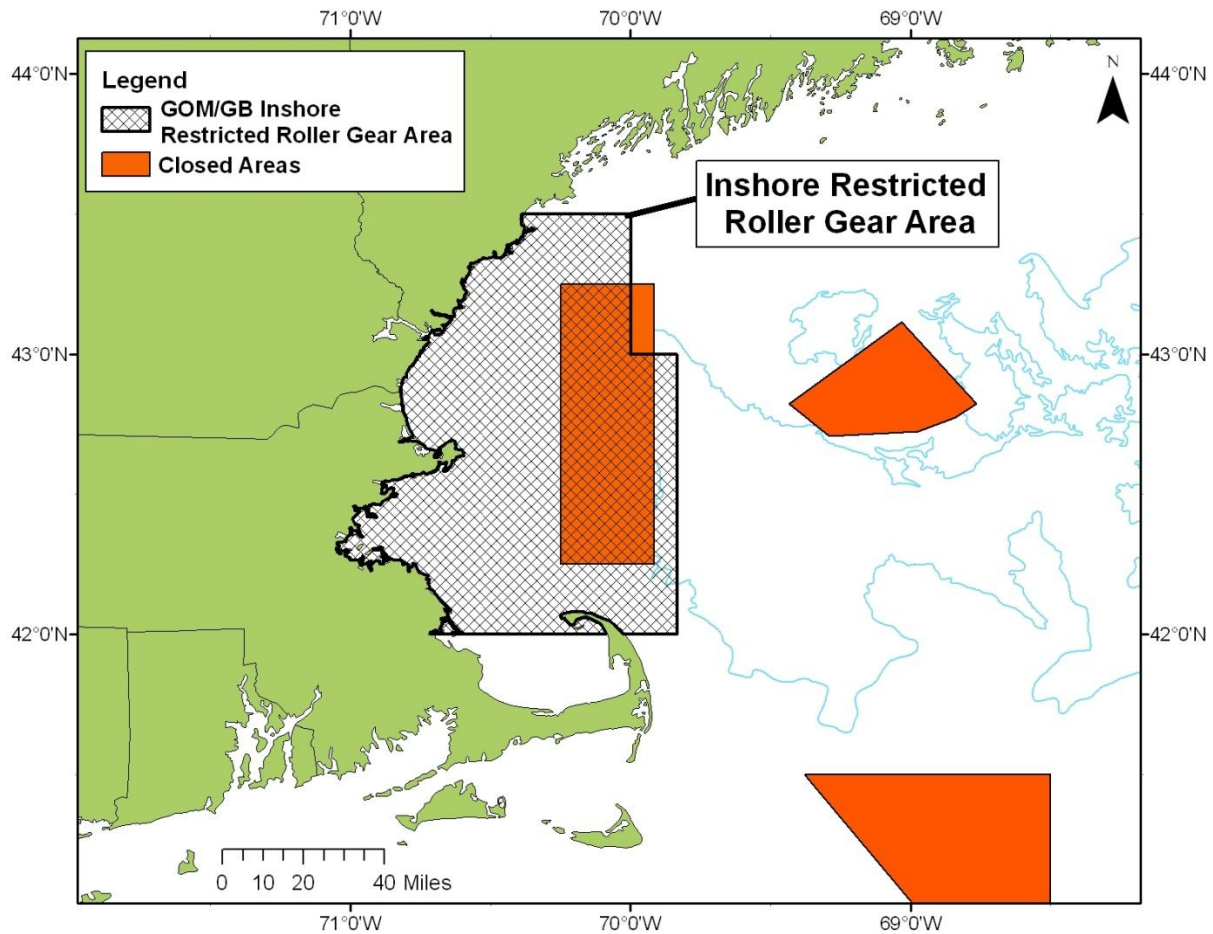 71°0'W 70°0'W 69°0'W
44°0'N 44°0'N
Legend
GOM/GB Inshore
Restricted Roller Gear Area
Closed Areas
N
Inshore Restricted
Roller Gear Area
43°0'N 43°0'N
42°0'N 42°0'N
0 10 20 40 Miles
71°0'W 70°0'W 69°0'W